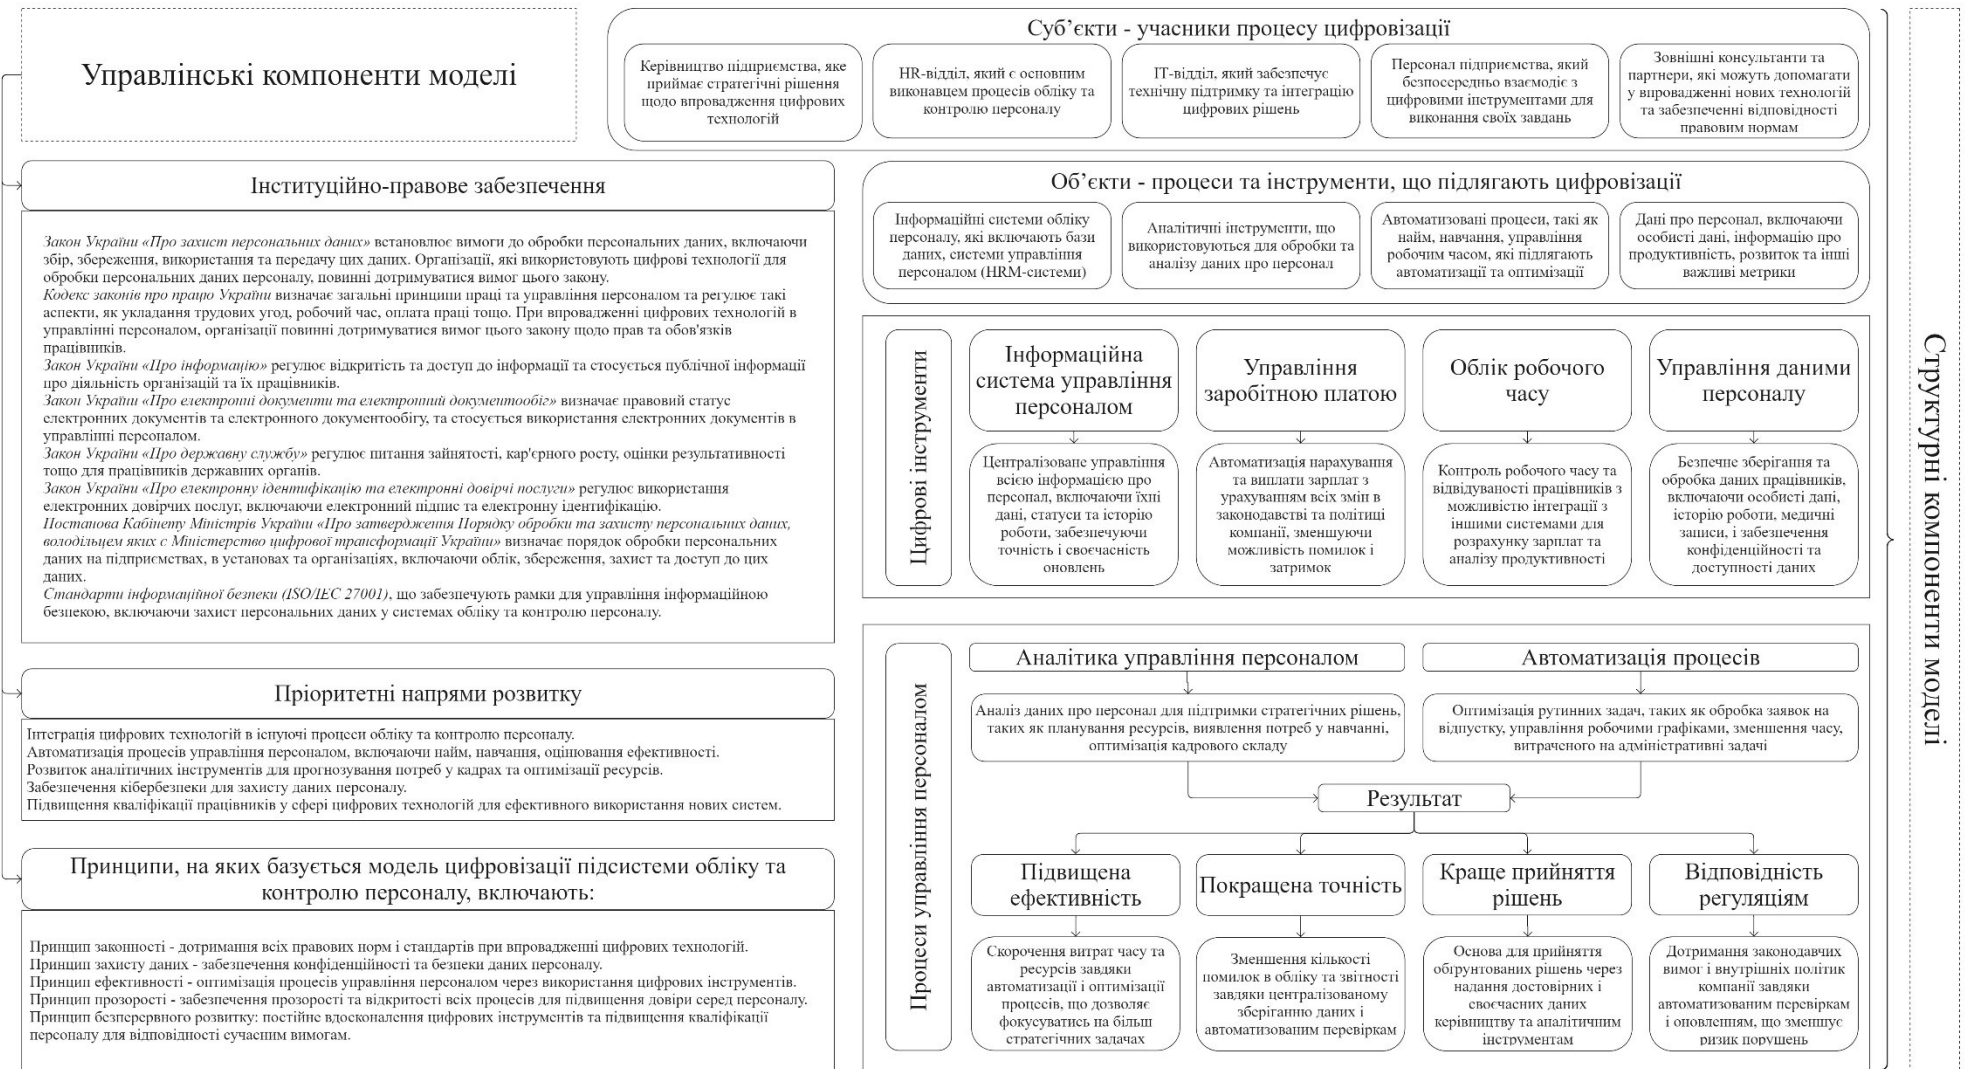 Управлінські компоненти моделі
Суб’єкти - учасники процесу цифровізації
Керівництво підприємства, яке
приймає стратегічні рішення
щодо впровадження цифрових
технологій
HR-відділ, який є основним
виконавцем процесів обліку та
контролю персоналу
ІТ-відділ, який забезпечує
технічну підтримку та інтеграцію
цифрових рішень
Персонал підприємства, який
безпосередньо взаємодіє з
цифровими інструментами для
виконання своїх завдань
Зовнішні консультанти та
партнери, які можуть допомагати
у впровадженні нових технологій
та забезпеченні відповідності
правовим нормам
Інституційно-правове забезпечення
Закон України «Про захист персональних даних» встановлює вимоги до обробки персональних даних, включаючи
збір, збереження, використання та передачу цих даних. Організації, які використовують цифрові технології для
обробки персональних даних персоналу, повинні дотримуватися вимог цього закону.
Кодекс законів про працю України визначає загальні принципи праці та управління персоналом та регулює такі
аспекти, як укладання трудових угод, робочий час, оплата праці тощо. При впровадженні цифрових технологій в
управлінні персоналом, організації повинні дотримуватися вимог цього закону щодо прав та обов'язків
працівників.
Закон України «Про інформацію» регулює відкритість та доступ до інформації та стосується публічної інформації
про діяльність організацій та їх працівників.
Закон України «Про електронні документи та електронний документообіг» визначає правовий статус
електронних документів та електронного документообігу, та стосується використання електронних документів в
управлінні персоналом.
Закон України «Про державну службу» регулює питання зайнятості, кар'єрного росту, оцінки результативності
тощо для працівників державних органів.
Закон України «Про електронну ідентифікацію та електронні довірчі послуги» регулює використання
електронних довірчих послуг, включаючи електронний підпис та електронну ідентифікацію.
Постанова Кабінету Міністрів України «Про затвердження Порядку обробки та захисту персональних даних,
володільцем яких є Міністерство цифрової трансформації України» визначає порядок обробки персональних
даних на підприємствах, в установах та організаціях, включаючи облік, збереження, захист та доступ до цих
даних.
Стандарти інформаційної безпеки (ISO/IEC 27001), що забезпечують рамки для управління інформаційною
безпекою, включаючи захист персональних даних у системах обліку та контролю персоналу.
Пріоритетні напрями розвитку
Інтеграція цифрових технологій в існуючі процеси обліку та контролю персоналу.
Автоматизація процесів управління персоналом, включаючи найм, навчання, оцінювання ефективності.
Розвиток аналітичних інструментів для прогнозування потреб у кадрах та оптимізації ресурсів.
Забезпечення кібербезпеки для захисту даних персоналу.
Підвищення кваліфікації працівників у сфері цифрових технологій для ефективного використання нових систем.
Принципи, на яких базується модель цифровізації підсистеми обліку та
контролю персоналу, включають:
Принцип законності - дотримання всіх правових норм і стандартів при впровадженні цифрових технологій.
Принцип захисту даних - забезпечення конфіденційності та безпеки даних персоналу.
Принцип ефективності - оптимізація процесів управління персоналом через використання цифрових інструментів.
Принцип прозорості - забезпечення прозорості та відкритості всіх процесів для підвищення довіри серед персоналу.
Принцип безперервного розвитку: постійне вдосконалення цифрових інструментів та підвищення кваліфікації
персоналу для відповідності сучасним вимогам.
Об’єкти - процеси та інструменти, що підлягають цифровізації
Інформаційні системи обліку
персоналу, які включають бази
даних, системи управління
персоналом (HRM-системи)
Аналітичні інструменти, що
використовуються для обробки та
аналізу даних про персонал
Автоматизовані процеси, такі як
найм, навчання, управління
робочим часом, які підлягають
автоматизації та оптимізації
Дані про персонал, включаючи
особисті дані, інформацію про
продуктивність, розвиток та інші
важливі метрики
Цифрові інструменти
Інформаційна
система управління
персоналом
Управління
заробітною платою
Облік робочого
часу
Управління даними
персоналу
Централізоване управління
всією інформацією про
персонал, включаючи їхні
дані, статуси та історію
роботи, забезпечуючи
точність і своєчасність
оновлень
Автоматизація нарахування
та виплати зарплат з
урахуванням всіх змін в
законодавстві та політиці
компанії, зменшуючи
можливість помилок і
затримок
Контроль робочого часу та
відвідуваності працівників з
можливістю інтеграції з
іншими системами для
розрахунку зарплат та
аналізу продуктивності
Безпечне зберігання та
обробка даних працівників,
включаючи особисті дані,
історію роботи, медичні
записи, і забезпечення
конфіденційності та
доступності даних
Процеси управління персоналом
Аналітика управління персоналом
Автоматизація процесів
Аналіз даних про персонал для підтримки стратегічних рішень,
таких як планування ресурсів, виявлення потреб у навчанні,
оптимізація кадрового складу
Оптимізація рутинних задач, таких як обробка заявок на
відпустку, управління робочими графіками, зменшення часу,
витраченого на адміністративні задачі
Результат
Підвищена
ефективність
Покращена точність
Краще прийняття
рішень
Відповідність
регуляціям
Скорочення витрат часу та
ресурсів завдяки
автоматизації і оптимізації
процесів, що дозволяє
фокусуватись на більш
стратегічних задачах
Зменшення кількості
помилок в обліку та звітності
завдяки централізованому
зберіганню даних і
автоматизованим перевіркам
Основа для прийняття
обґрунтованих рішень через
надання достовірних і
своєчасних даних
керівництву та аналітичним
інструментам
Дотримання законодавчих
вимог і внутрішніх політик
компанії завдяки
автоматизованим перевіркам
і оновленням, що зменшує
ризик порушень
Структурні компоненти моделі